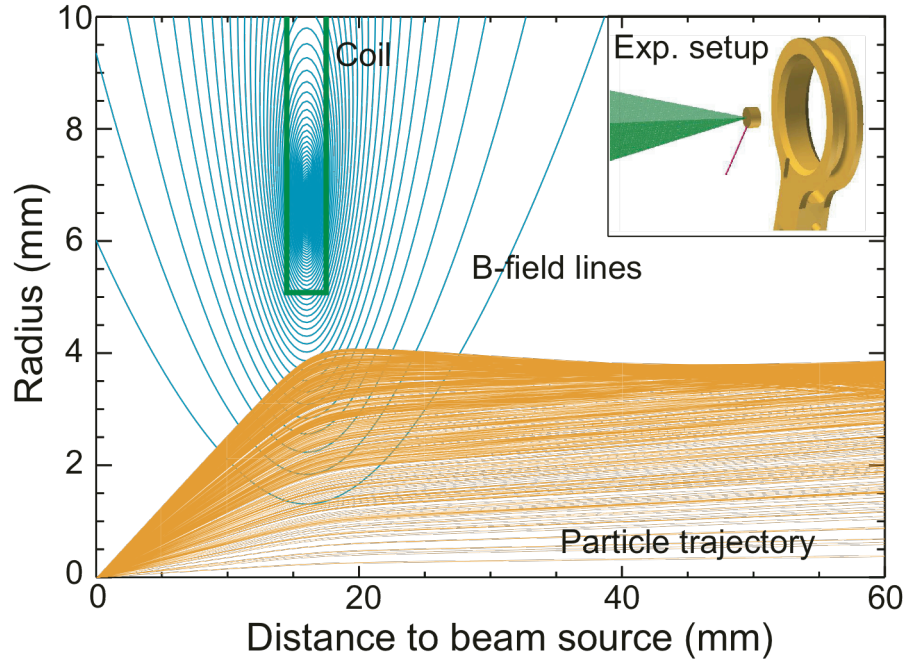 Coil
Exp. setup
B-field lines
Particle trajectory
Radius (mm)
10
8
6
4
2
0
0
20
40
60
Distance to beam source (mm)